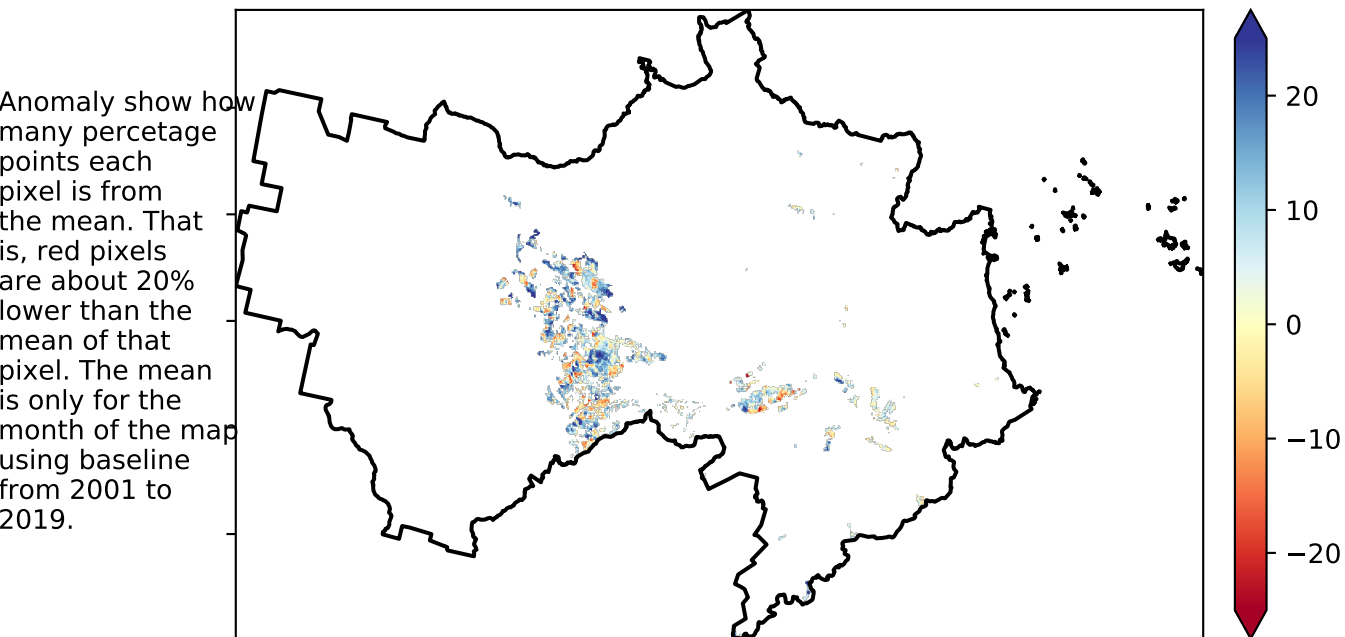 Anomaly show how
many percetage
points each
pixel is from
the mean. That
is, red pixels
are about 20%
lower than the
mean of that
pixel. The mean
is only for the
month of the map
using baseline
from 2001 to
2019.
20
10
0
−10
−20